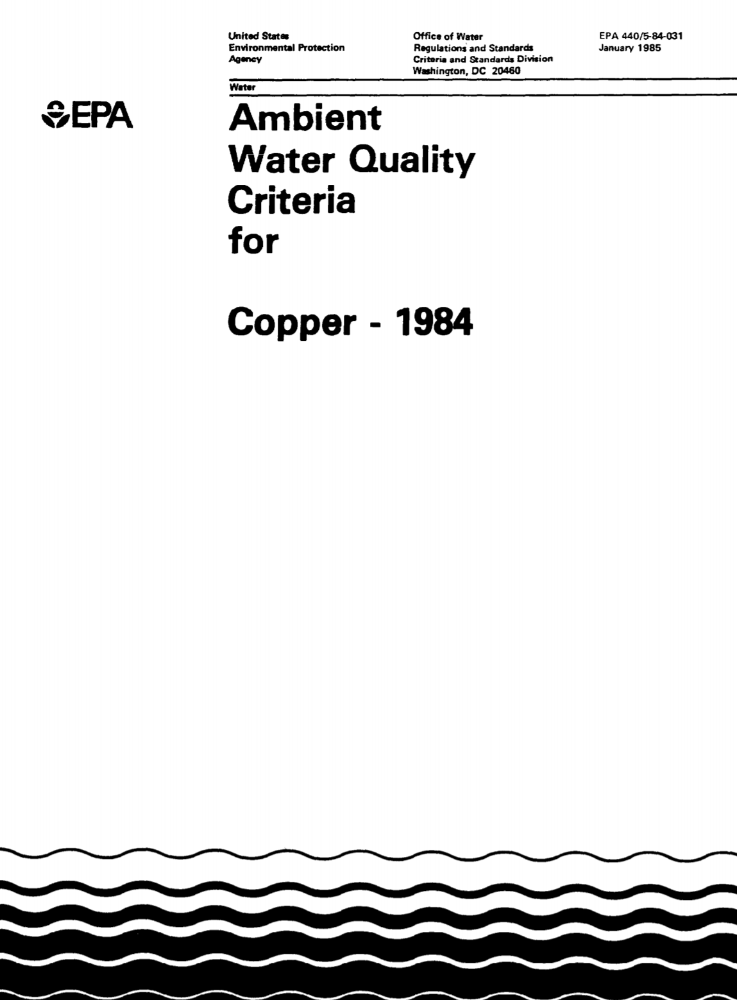 United States
Environmental Protection
Agency
Office of Water
Regulations and Standards
Criteria and Standards Division
Washington, DC 20460
EPA 440/5-84-031
January 1985
Water
EPA
Ambient
Water Quality
Criteria
for
Copper - 1984